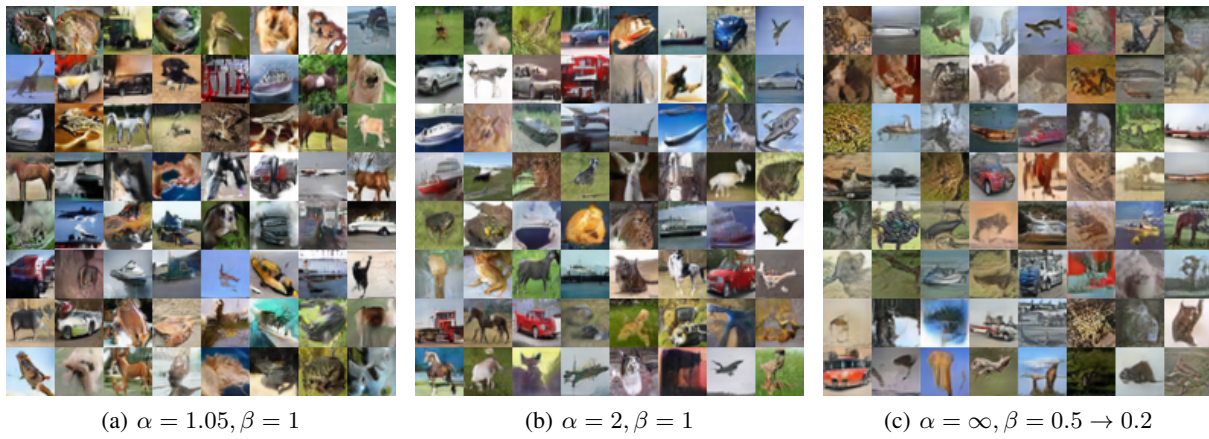 (a) α = 1.05, β = 1
(b) α = 2, β = 1
(c) α = ∞, β = 0.5 → 0.2